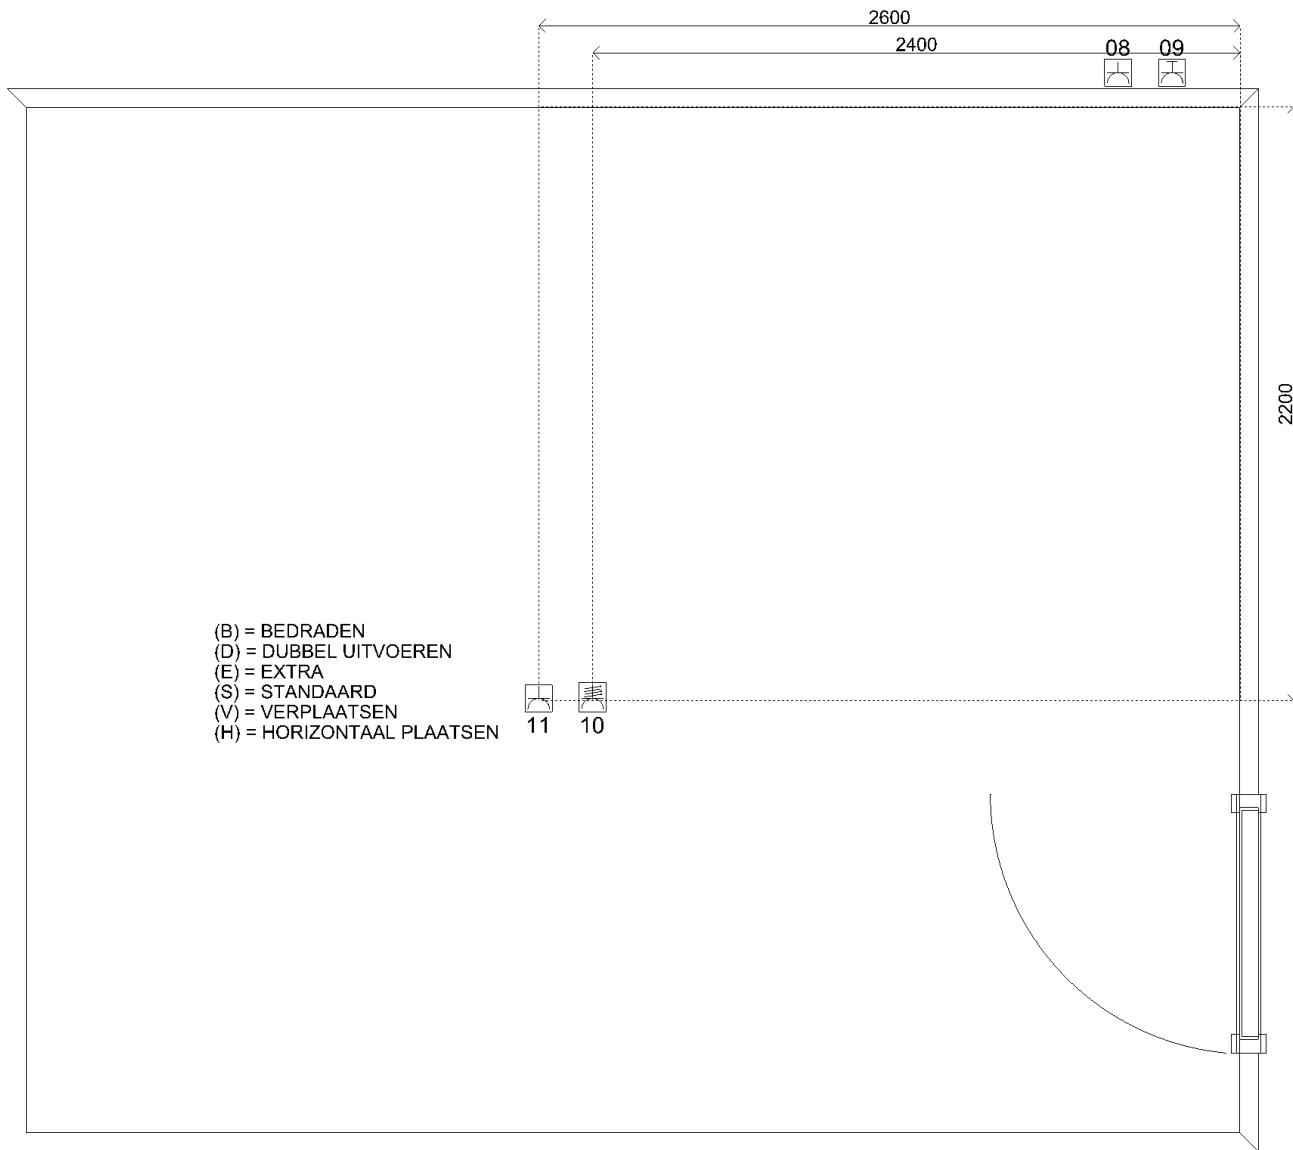 2600
2400
08 09
2200
(B) = BEDRADEN
(D) = DUBBEL UITVOEREN
(E) = EXTRA
(S) = STANDAARD
(V) = VERPLAATSEN
(H) = HORIZONTAAL PLAATSEN
11 10